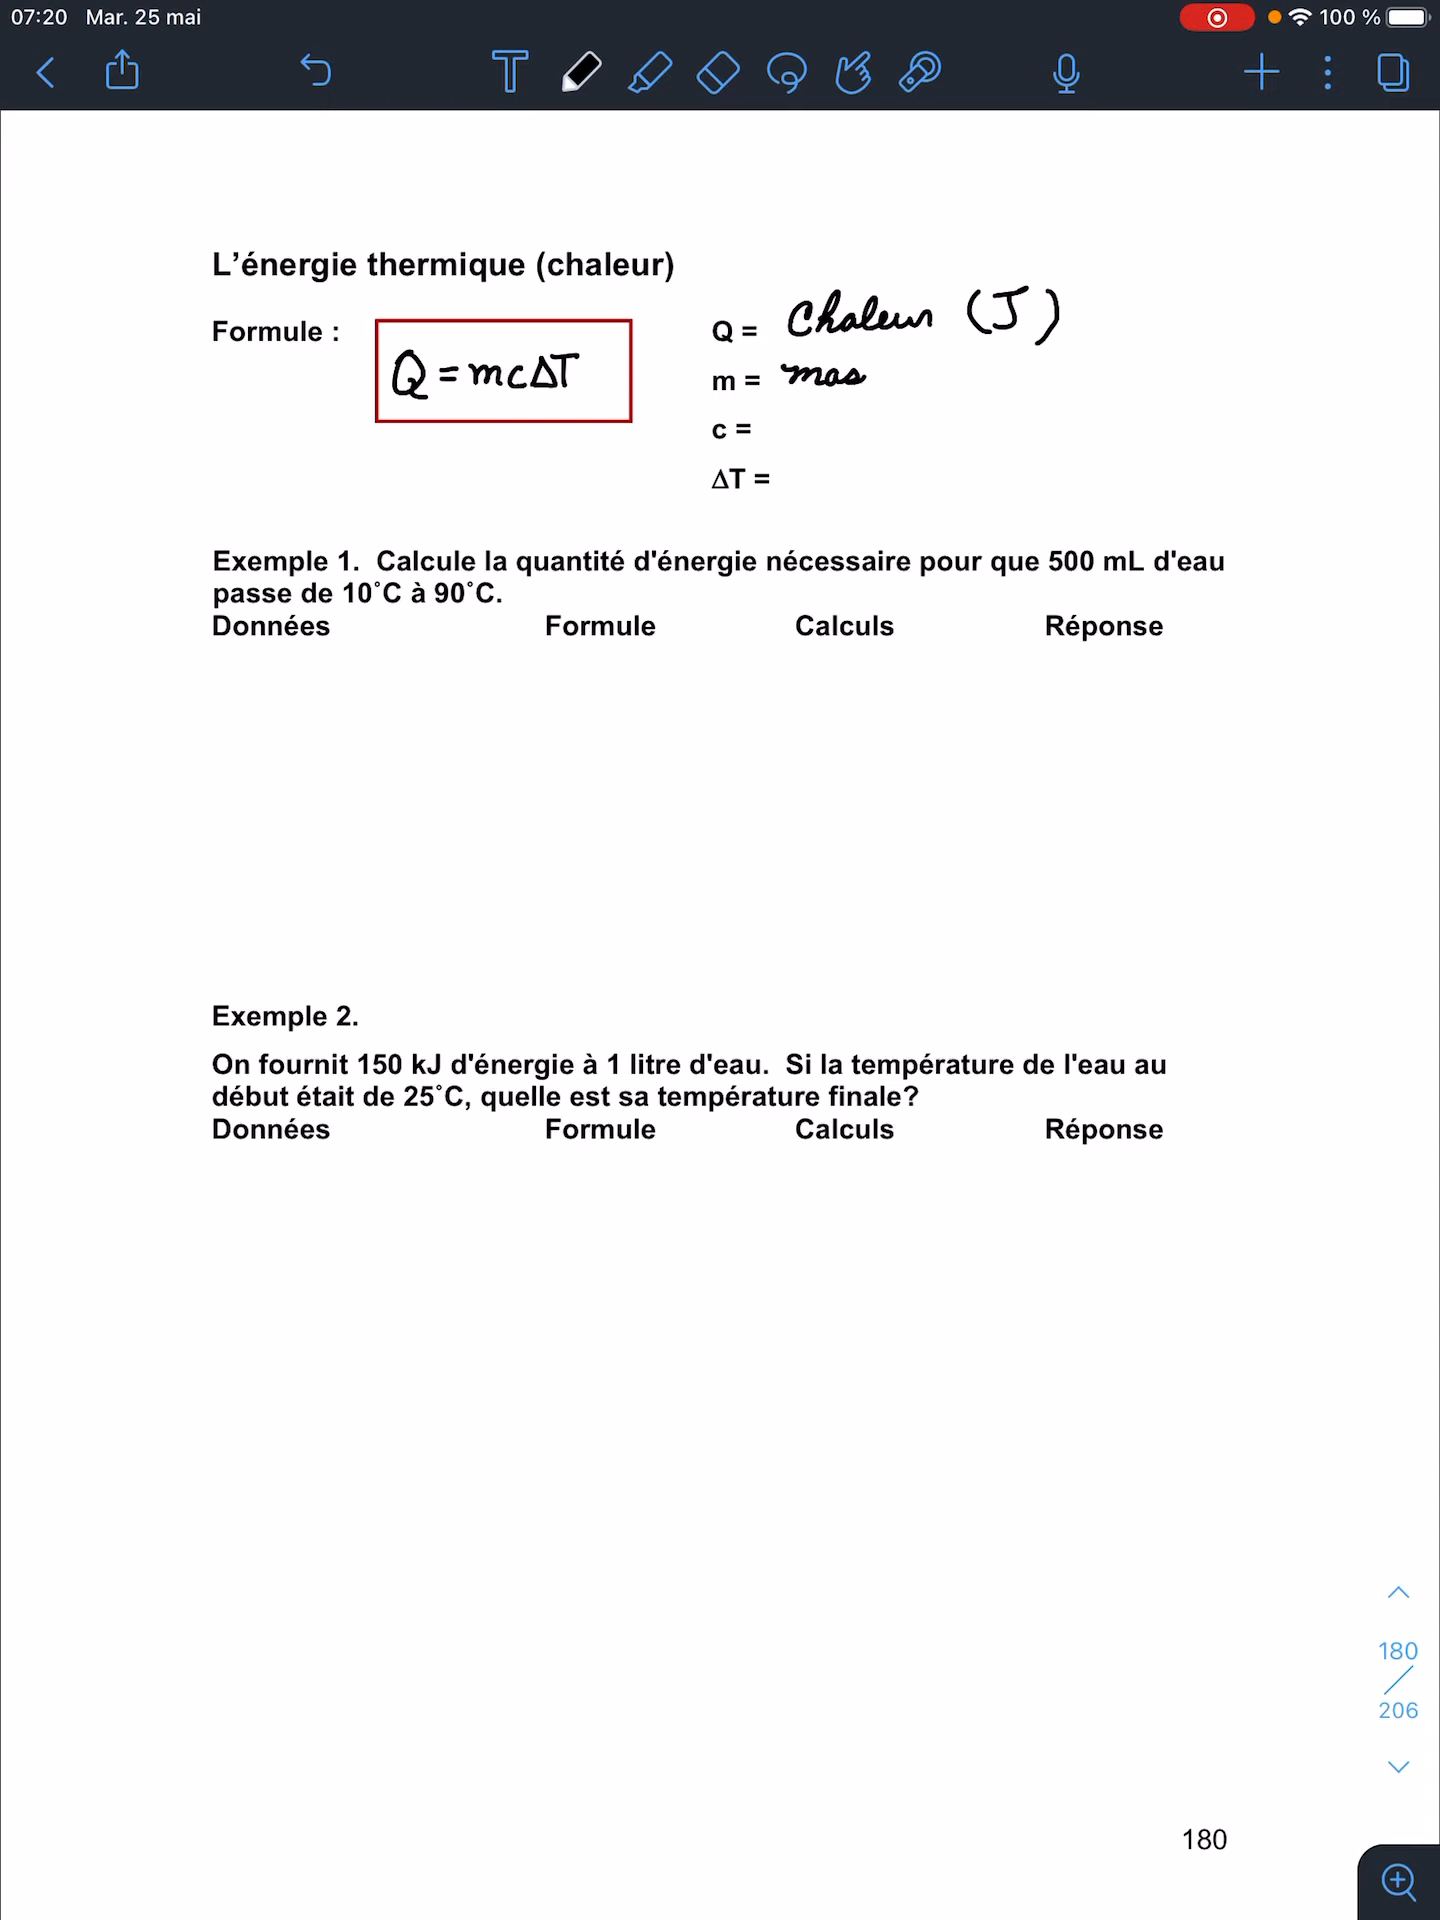 07:20 Mar. 25 mai 100 %
L'énergie thermique (chaleur)
Formule :
Q = mcΔT
Q = Chaleur (J)
m = mas
c =
ΔT =
Exemple 1. Calcule la quantité d'énergie nécessaire pour que 500 mL d'eau
passe de 10˚C à 90˚C.
Données Formule Calculs Réponse
Exemple 2.
On fournit 150 kJ d'énergie à 1 litre d'eau. Si la température de l'eau au
début était de 25˚C, quelle est sa température finale?
Données Formule Calculs Réponse
180
206
180